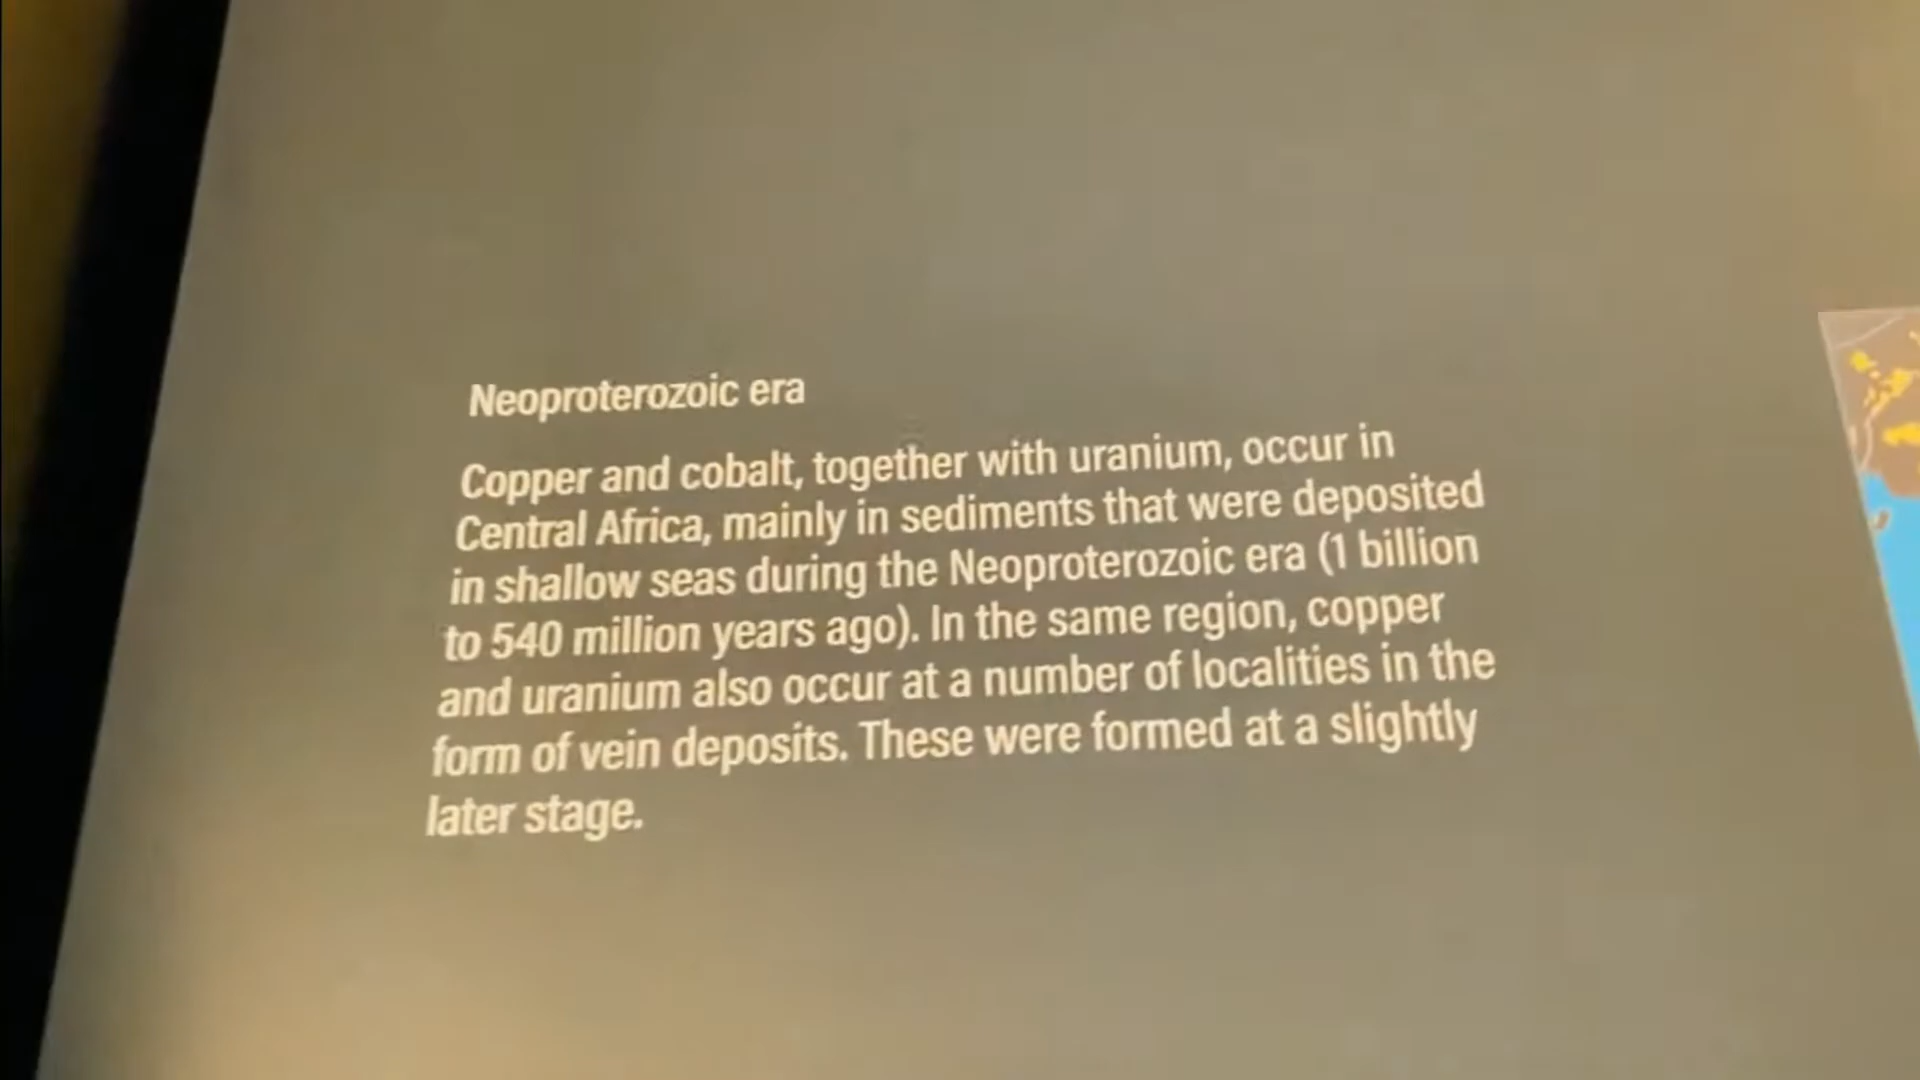 Neoproterozoic era
Copper and cobalt, together with uranium, occur in
Central Africa, mainly in sediments that were deposited
in shallow seas during the Neoproterozoic era (1 billion
to 540 million years ago). In the same region, copper
and uranium also occur at a number of localities in the
form of vein deposits. These were formed at a slightly
later stage.